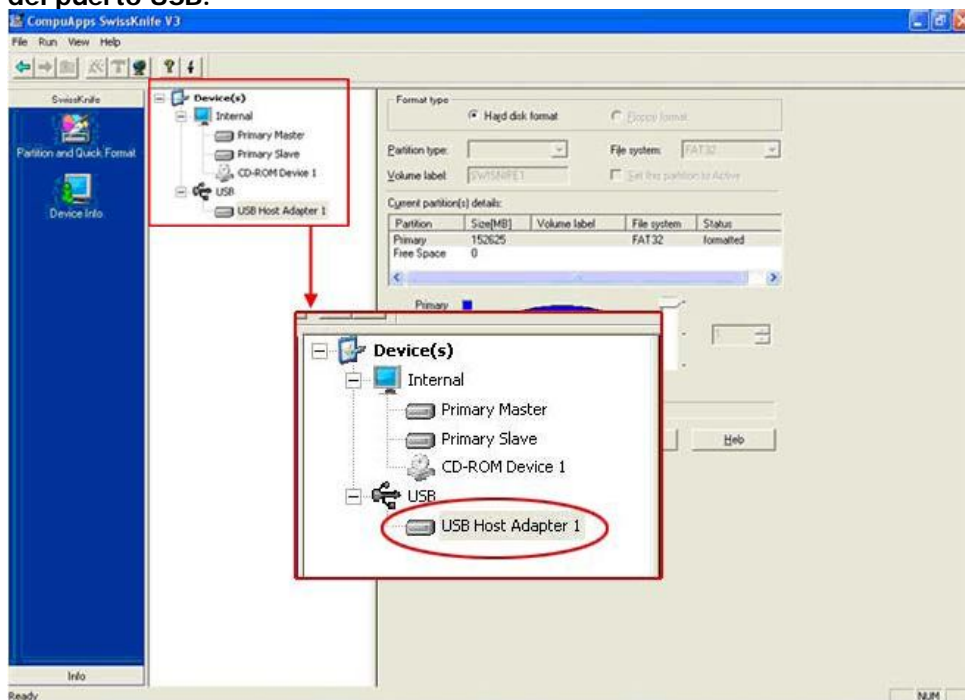 del puerto USB.
CompuApps SwissKnife V3
File Run View Help
SwissKnife
Partition and Quick Format
Device Info
Device(s)
Internal
Primary Master
Primary Slave
CD-ROM Device 1
USB
USB Host Adapter 1
Format type
Hard disk format
Floppy format
Partition type:
File system: FAT32
Volume label: SWISNIFE1
Set this partition to Active
Current partition(s) details:
Partition Size[MB] Volume label File system Status
Primary 152625 FAT32 formatted
Free Space 0
Primary
1
Help
Device(s)
Internal
Primary Master
Primary Slave
CD-ROM Device 1
USB
USB Host Adapter 1
Info
Ready
NUM